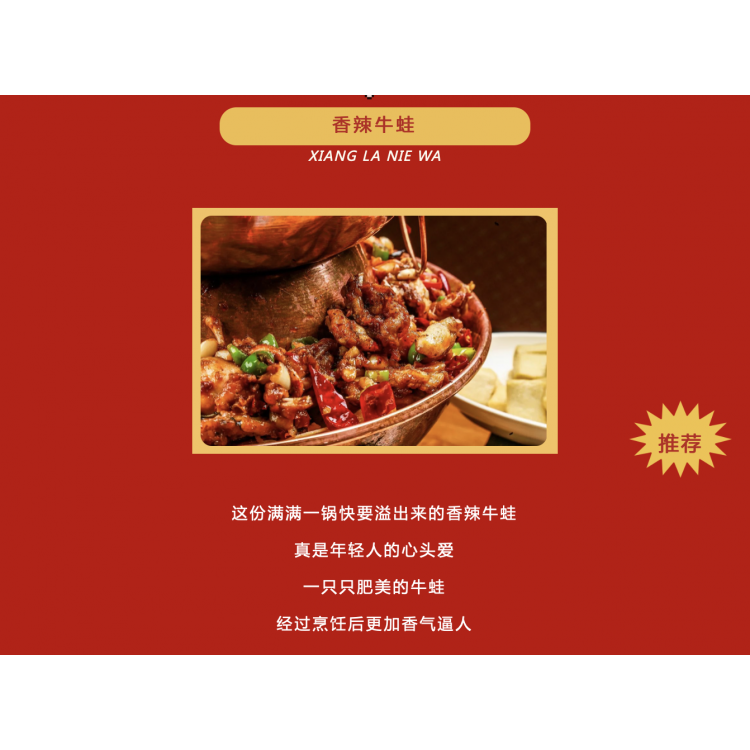 香辣牛蛙
XIANG LA NIE WA
推荐
这份满满一锅快要溢出来的香辣牛蛙
真是年轻人的心头爱
一只只肥美的牛蛙
经过烹饪后更加香气逼人